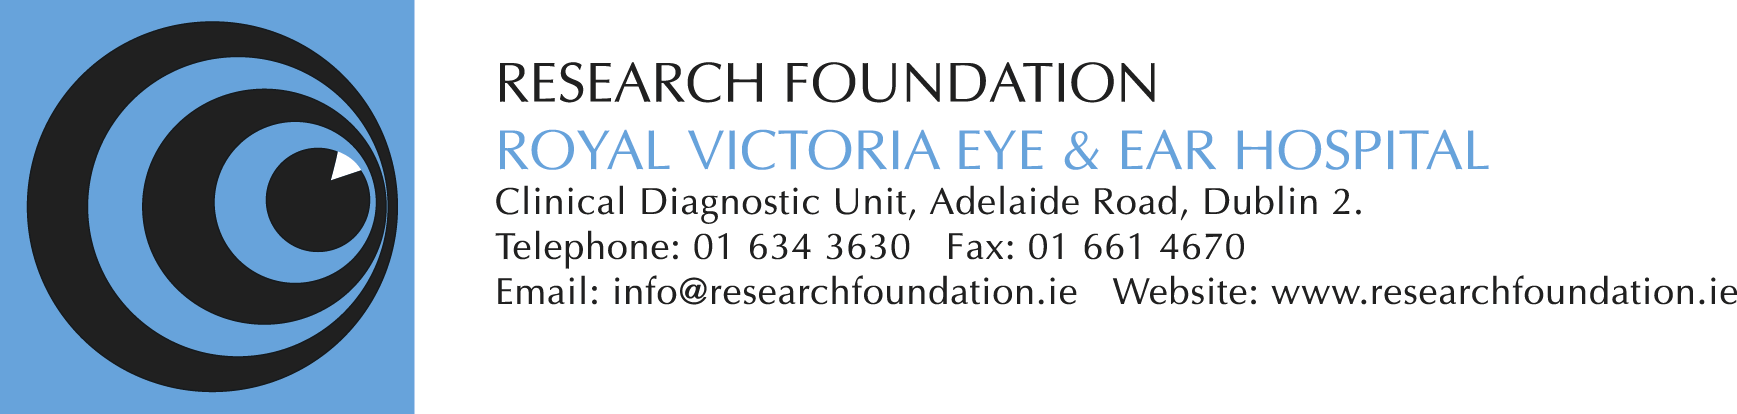 RESEARCH FOUNDATION
ROYAL VICTORIA EYE & EAR HOSPITAL
Clinical Diagnostic Unit, Adelaide Road, Dublin 2.
Telephone: 01 634 3630   Fax: 01 661 4670
Email: info@researchfoundation.ie   Website: www.researchfoundation.ie